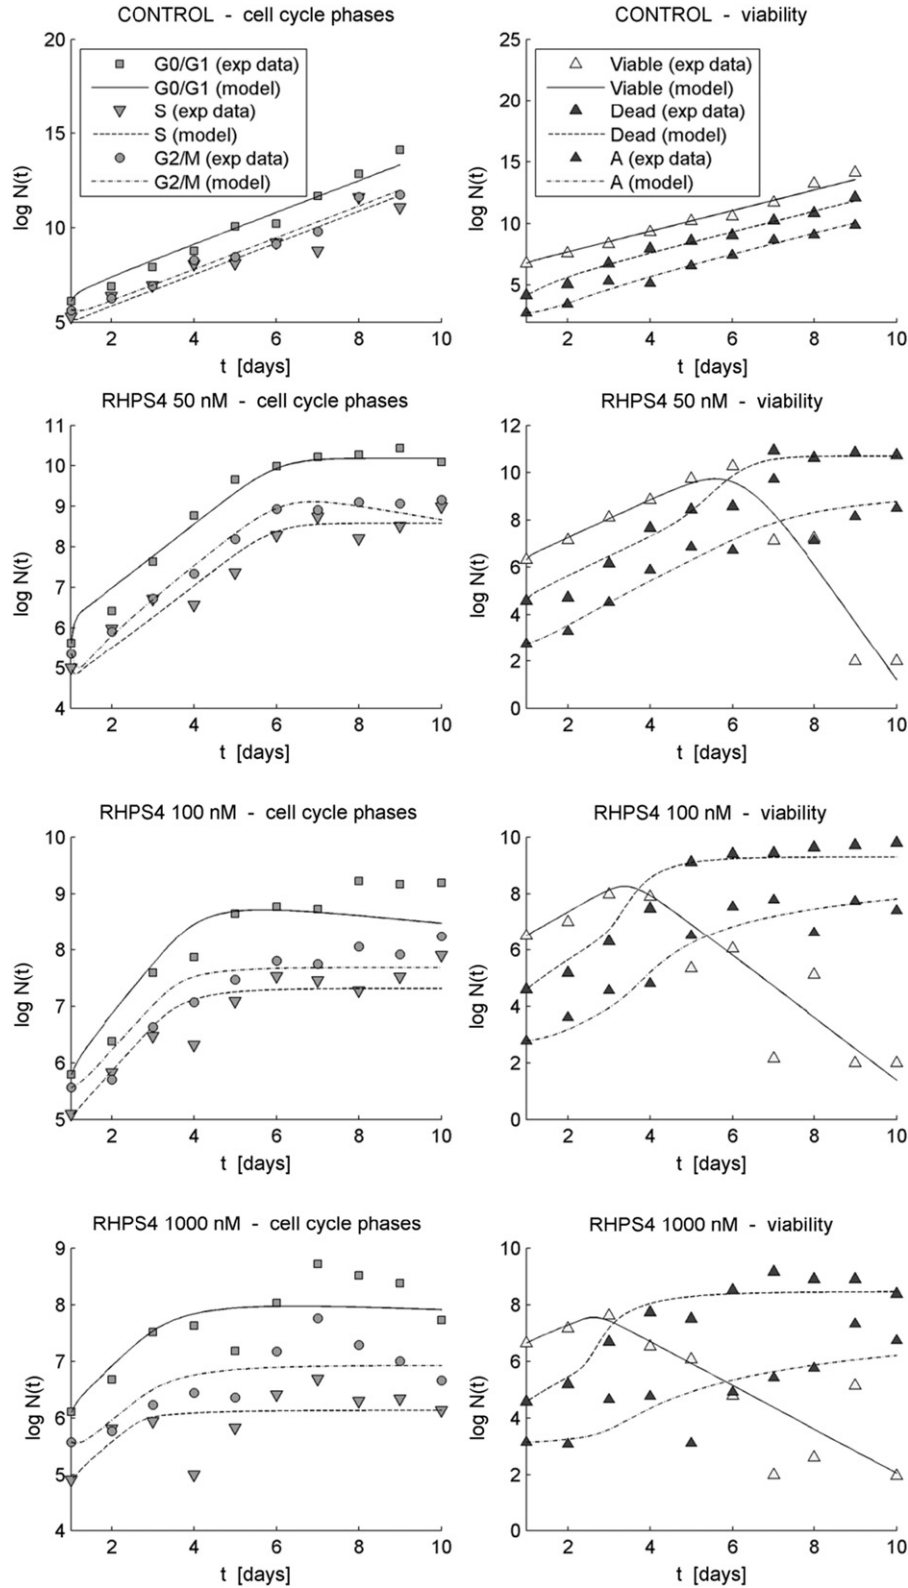 CONTROL - cell cycle phases
20
15
10
5
G0/G1 (exp data)
G0/G1 (model)
S (exp data)
S (model)
G2/M (exp data)
G2/M (model)
log N(t)
2 4 6 8 10
t [days]
CONTROL - viability
25
20
15
10
5
Viable (exp data)
Viable (model)
Dead (exp data)
Dead (model)
A (exp data)
A (model)
log N(t)
2 4 6 8 10
t [days]
RHPS4 50 nM - cell cycle phases
11
10
9
8
7
6
5
4
log N(t)
2 4 6 8 10
t [days]
RHPS4 50 nM - viability
12
10
8
6
4
2
0
log N(t)
2 4 6 8 10
t [days]
RHPS4 100 nM - cell cycle phases
10
9
8
7
6
5
log N(t)
2 4 6 8 10
t [days]
RHPS4 100 nM - viability
10
8
6
4
2
0
log N(t)
2 4 6 8 10
t [days]
RHPS4 1000 nM - cell cycle phases
9
8
7
6
5
4
log N(t)
2 4 6 8 10
t [days]
RHPS4 1000 nM - viability
10
8
6
4
2
0
log N(t)
2 4 6 8 10
t [days]